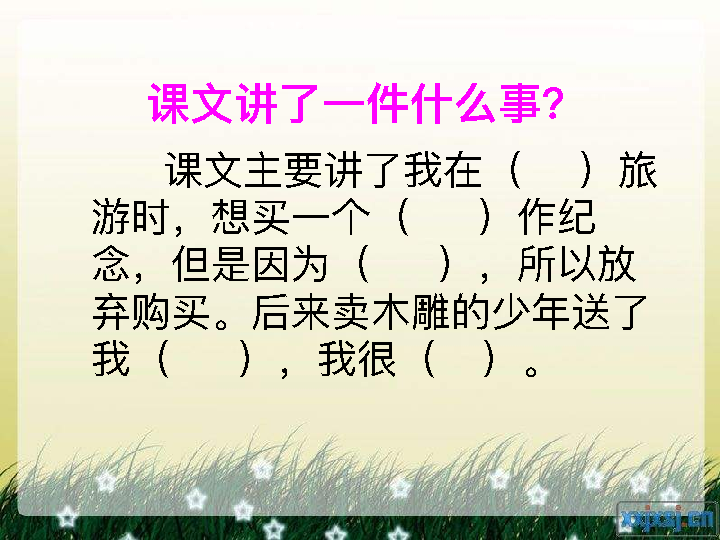 课文讲了一件什么事?
课文主要讲了我在（　）旅
游时，想买一个（　）作纪
念，但是因为（　），所以放
弃购买。后来卖木雕的少年送了
我（　），我很（　）。
xxjxsj.cn